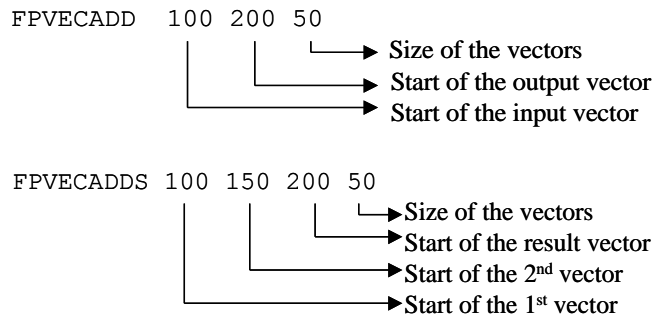 FPVECADD 100 200 50
Size of the vectors
Start of the output vector
Start of the input vector
FPVECADDS 100 150 200 50
Size of the vectors
Start of the result vector
Start of the 2nd vector
Start of the 1st vector